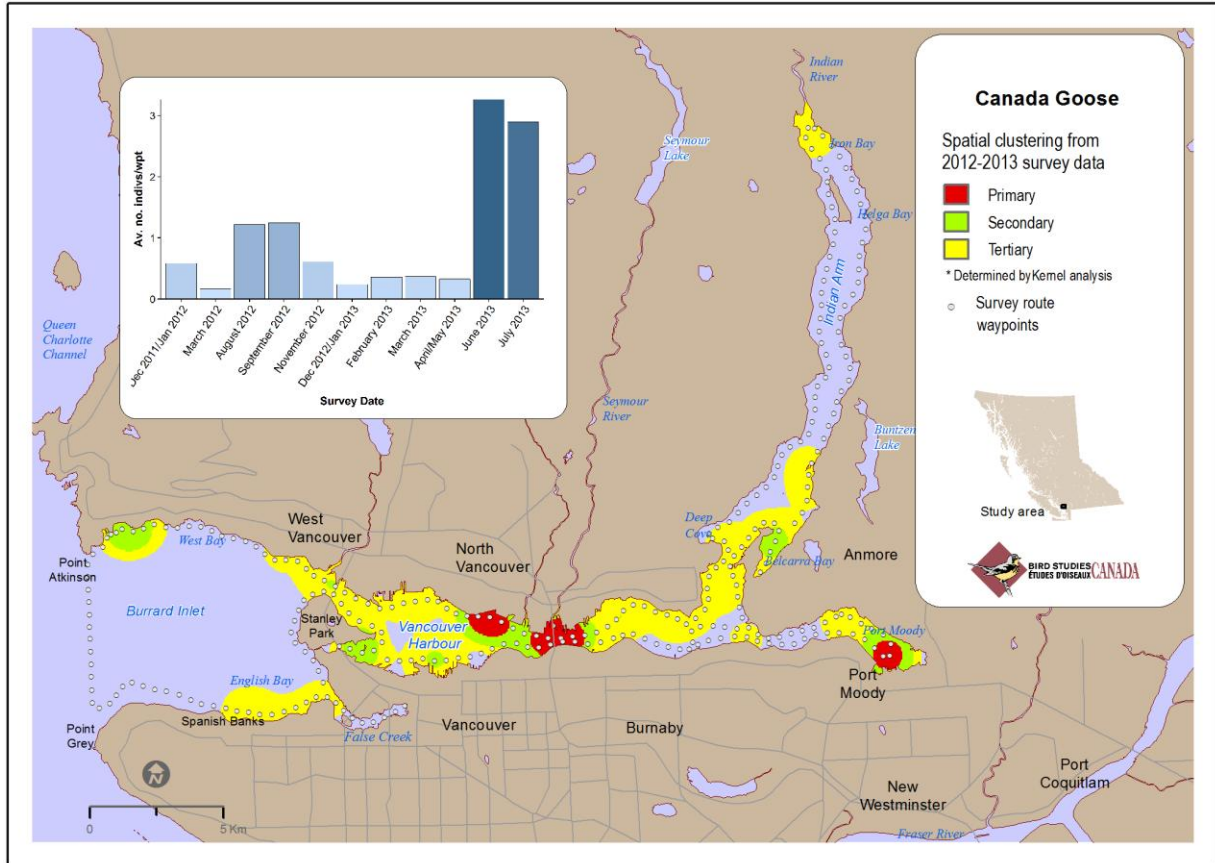 3
2
1
0
Av. no. indivs/wpt
Dec 2011/Jan 2012
March 2012
August 2012
September 2012
November 2012
Dec 2012/Jan 2013
February 2013
March 2013
April/May 2013
June 2013
July 2013
Survey Date
Canada Goose
Spatial clustering from
2012-2013 survey data
Primary
Secondary
Tertiary
* Determined by Kernel analysis
Survey route
waypoints
Study area
BIRD STUDIES
ÉTUDES D'OISEAUX
CANADA
Indian
River
Iron Bay
Helga Bay
Indian Arm
Seymour
Lake
Seymour
River
Buntzen
Lake
Queen
Charlotte
Channel
Deep
Cove
Belcarra Bay
Anmore
West
Vancouver
West Bay
North
Vancouver
Point
Atkinson
Burrard Inlet
Stanley
Park
Vancouver
Harbour
Port Moody
Port
Moody
English Bay
Spanish Banks
Point
Grey
False Creek
Vancouver
Burnaby
New
Westminster
Port
Coquitlam
Fraser River
N
0
5 Km